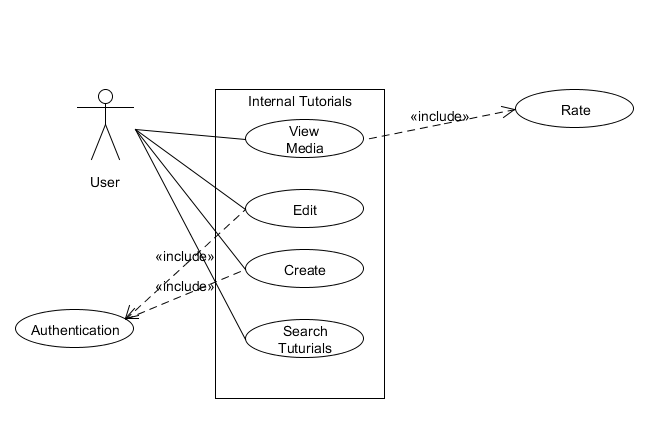 Internal Tutorials
View
Media
«include»
Rate
User
Edit
«include»
Create
«include»
Authentication
Search
Tuturials